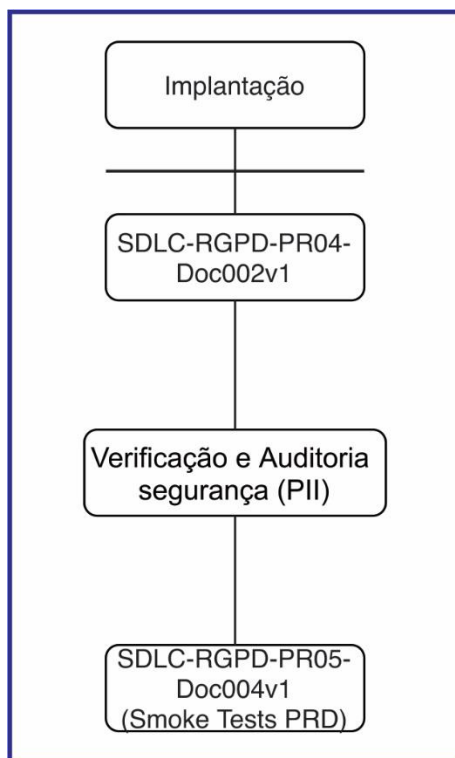 Implantação
SDLC-RGPD-PR04-
Doc002v1
Verificação e Auditoria
segurança (PII)
SDLC-RGPD-PR05-
Doc004v1
(Smoke Tests PRD)